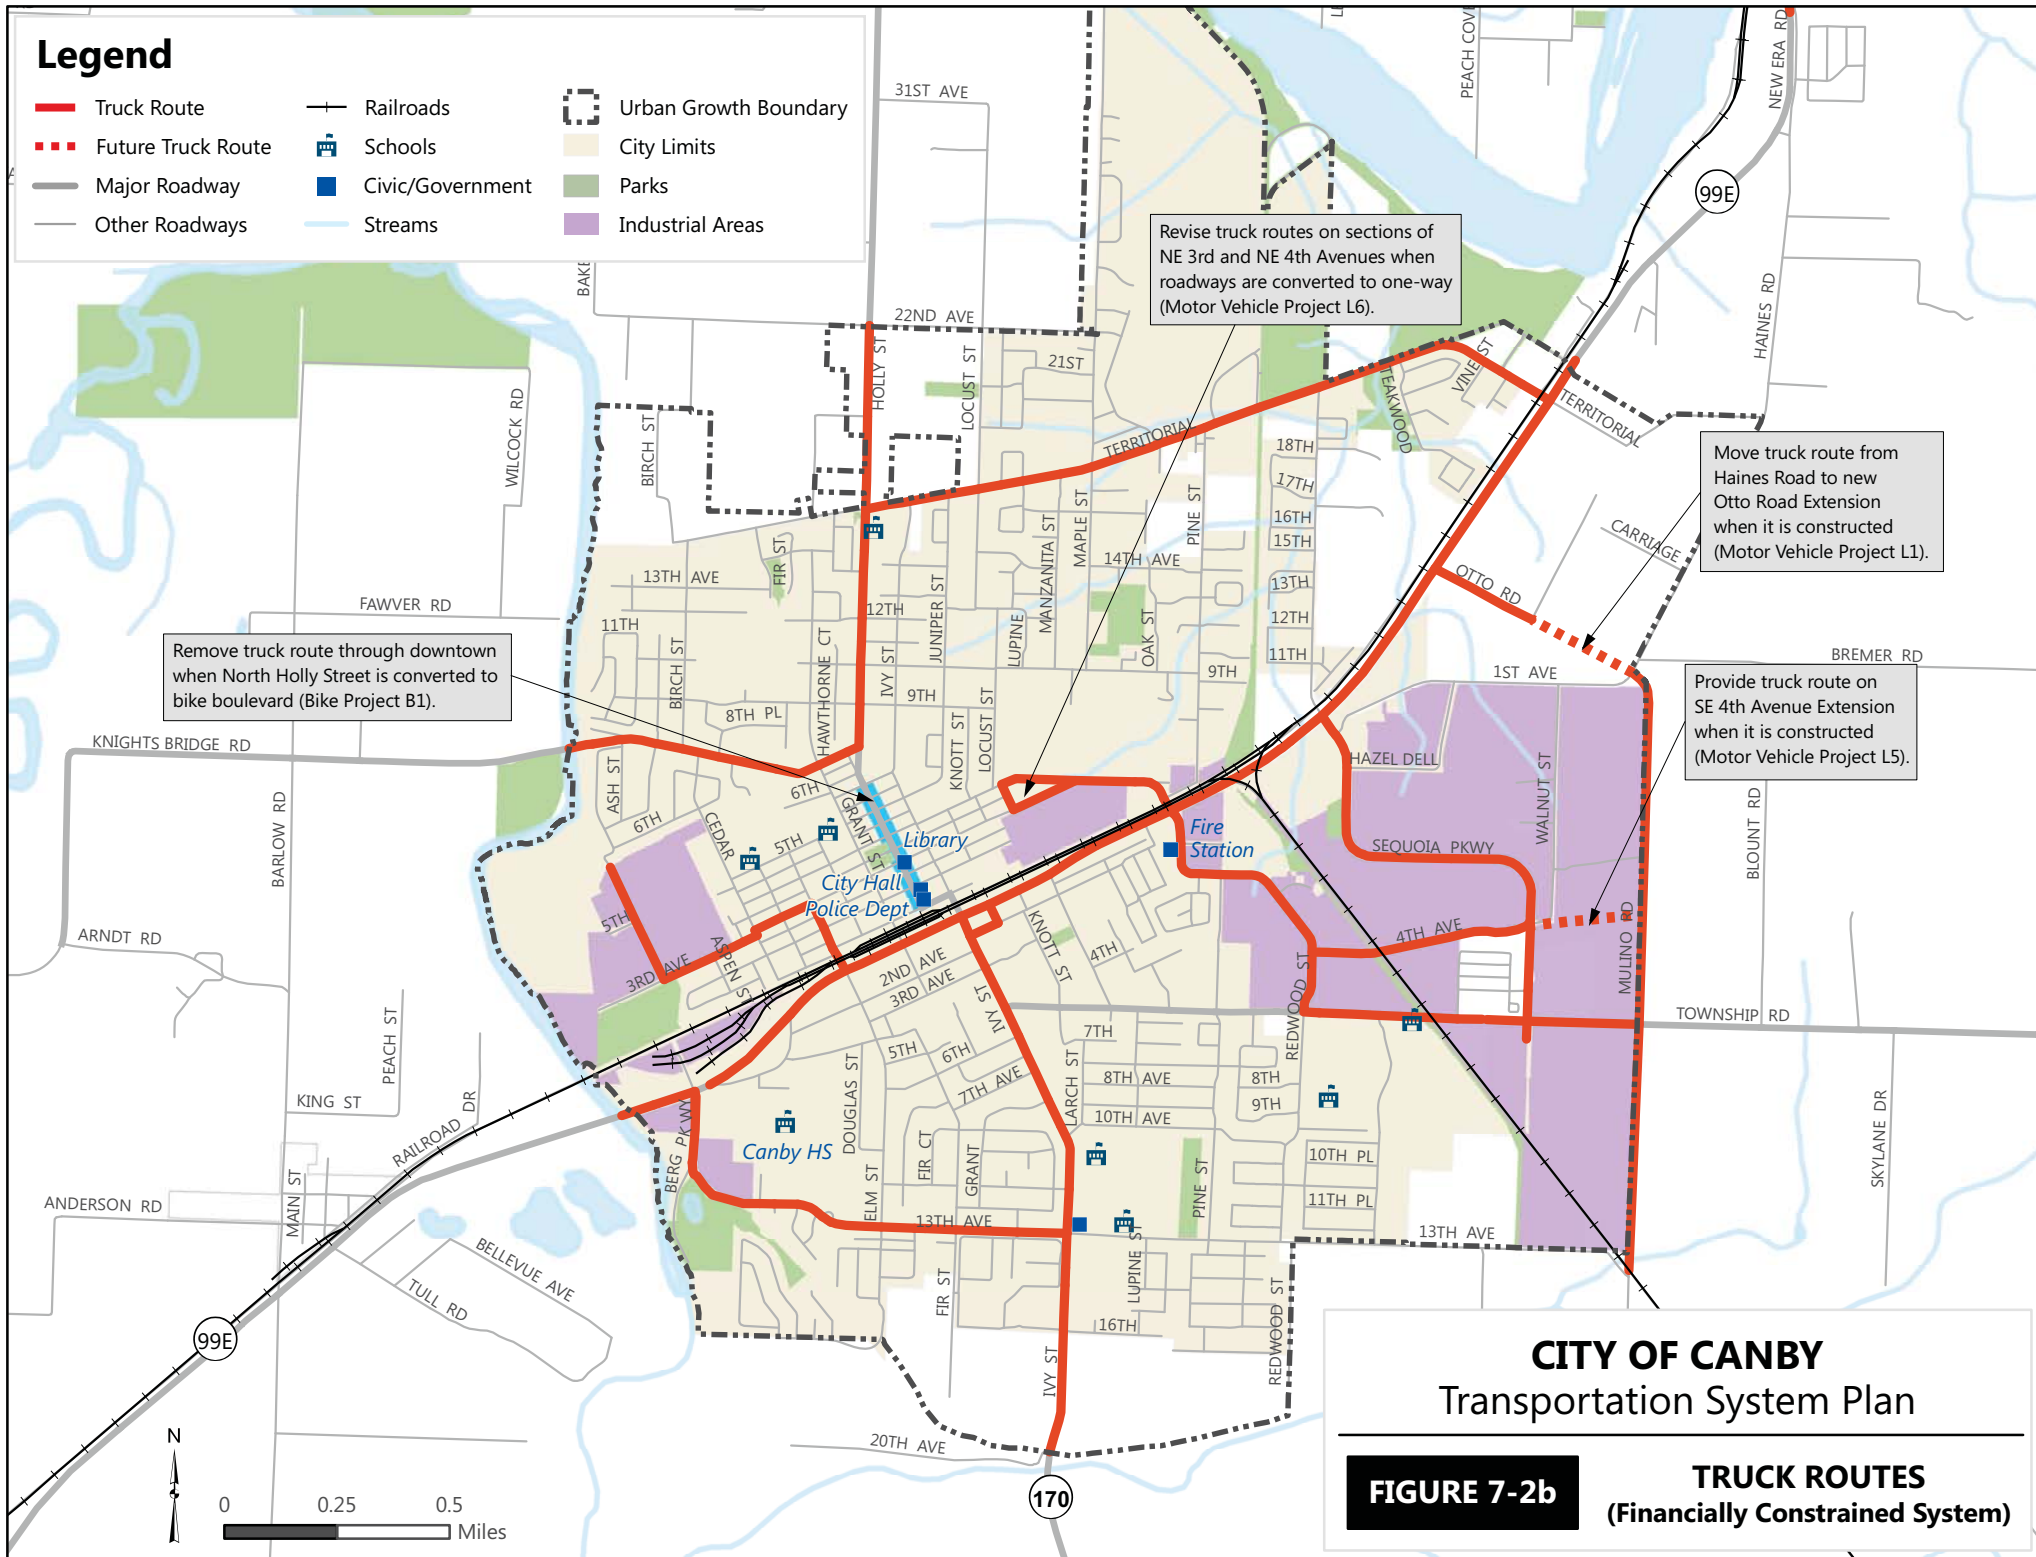 Legend
Truck Route
Future Truck Route
Major Roadway
Other Roadways
Railroads
Schools
Civic/Government
Streams
Urban Growth Boundary
City Limits
Parks
Industrial Areas
31ST AVE
PEACH COVE
NEW ERA RD
99E
HAINES RD
Revise truck routes on sections of
NE 3rd and NE 4th Avenues when
roadways are converted to one-way
(Motor Vehicle Project L6).
22ND AVE
HOLLY ST
LOCUST ST
21ST
TEAKWOOD
VINE ST
TERRITORIAL
TERRITORIAL
WILCOCK RD
BIRCH ST
Move truck route from
Haines Road to new
Otto Road Extension
when it is constructed
(Motor Vehicle Project L1).
18TH
17TH
16TH
15TH
13TH
12TH
11TH
PINE ST
MAPLE ST
MANZANITA ST
14TH AVE
CARRIAGE
OTTO RD
FIR ST
13TH AVE
FAWVER RD
11TH
12TH
JUNIPER ST
LUPINE
OAK ST
9TH
BREMER RD
1ST AVE
Remove truck route through downtown
when North Holly Street is converted to
bike boulevard (Bike Project B1).
Provide truck route on
SE 4th Avenue Extension
when it is constructed
(Motor Vehicle Project L5).
BIRCH ST
HAWTHORNE CT
IVY ST
9TH
8TH PL
KNOTT ST
LOCUST ST
KNIGHTS BRIDGE RD
ASH ST
6TH
6TH
CEDAR
5TH
GRANT ST
HAZEL DELL
WALNUT ST
BARLOW RD
BLOUNT RD
Library
Fire
Station
SEQUOIA PKWY
City Hall
Police Dept
5TH
ARNDT RD
3RD AVE
ASPEN ST
2ND AVE
3RD AVE
KNOTT ST
4TH
4TH AVE
REDWOOD ST
MULINO RD
TOWNSHIP RD
IVY ST
7TH
PEACH ST
KING ST
RAILROAD DR
DOUGLAS ST
5TH
6TH
7TH AVE
LARCH ST
8TH AVE
10TH AVE
8TH
9TH
10TH PL
11TH PL
REDWOOD ST
BERG PKWY
Canby HS
FIR CT
GRANT
ELM ST
13TH AVE
PINE ST
LUPINE ST
13TH AVE
SKYLANE DR
ANDERSON RD
MAIN ST
BELLEVUE AVE
TULL RD
99E
FIR ST
16TH
IVY ST
REDWOOD ST
20TH AVE
170
N
0 0.25 0.5
Miles
CITY OF CANBY
Transportation System Plan
FIGURE 7-2b
TRUCK ROUTES
(Financially Constrained System)